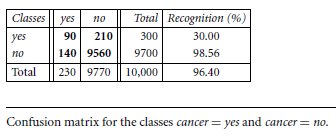 Classes yes no Total Recognition (%)
yes 90 210 300 30.00
no 140 9560 9700 98.56
Total 230 9770 10,000 96.40
Confusion matrix for the classes cancer = yes and cancer = no.